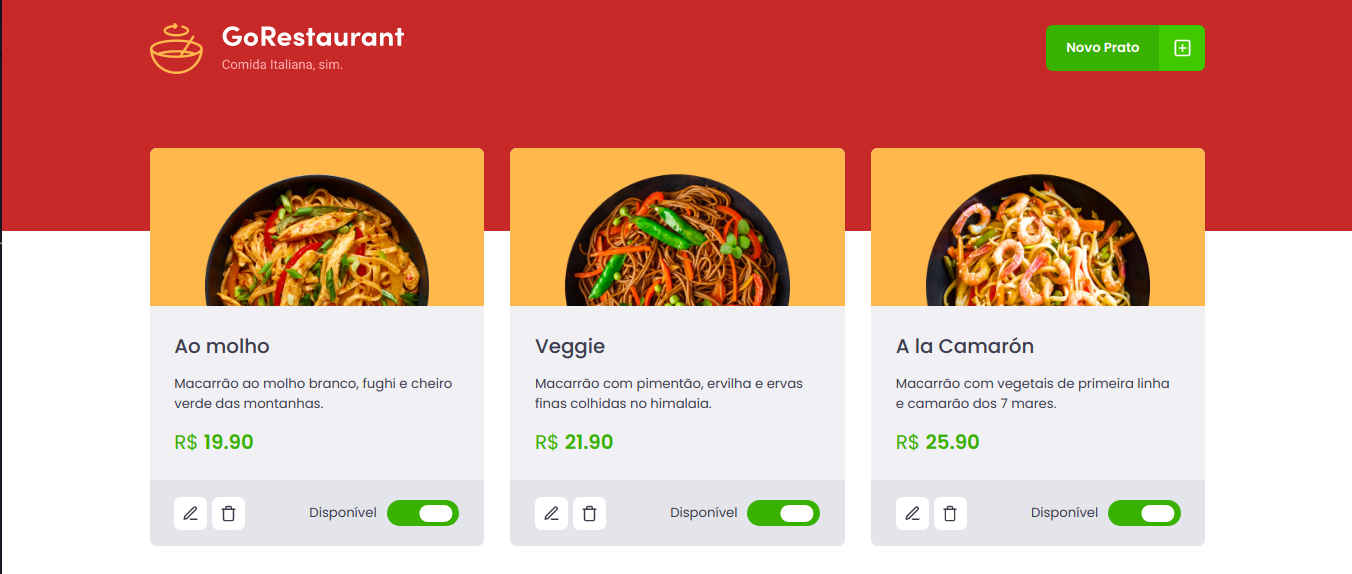 GoRestaurant
Comida Italiana, sim.
Novo Prato
Ao molho
Macarrão ao molho branco, fughi e cheiro
verde das montanhas.
R$ 19.90
Disponível
Veggie
Macarrão com pimentão, ervilha e ervas
finas colhidas no himalaia.
R$ 21.90
Disponível
A la Camarón
Macarrão com vegetais de primeira linha
e camarão dos 7 mares.
R$ 25.90
Disponível